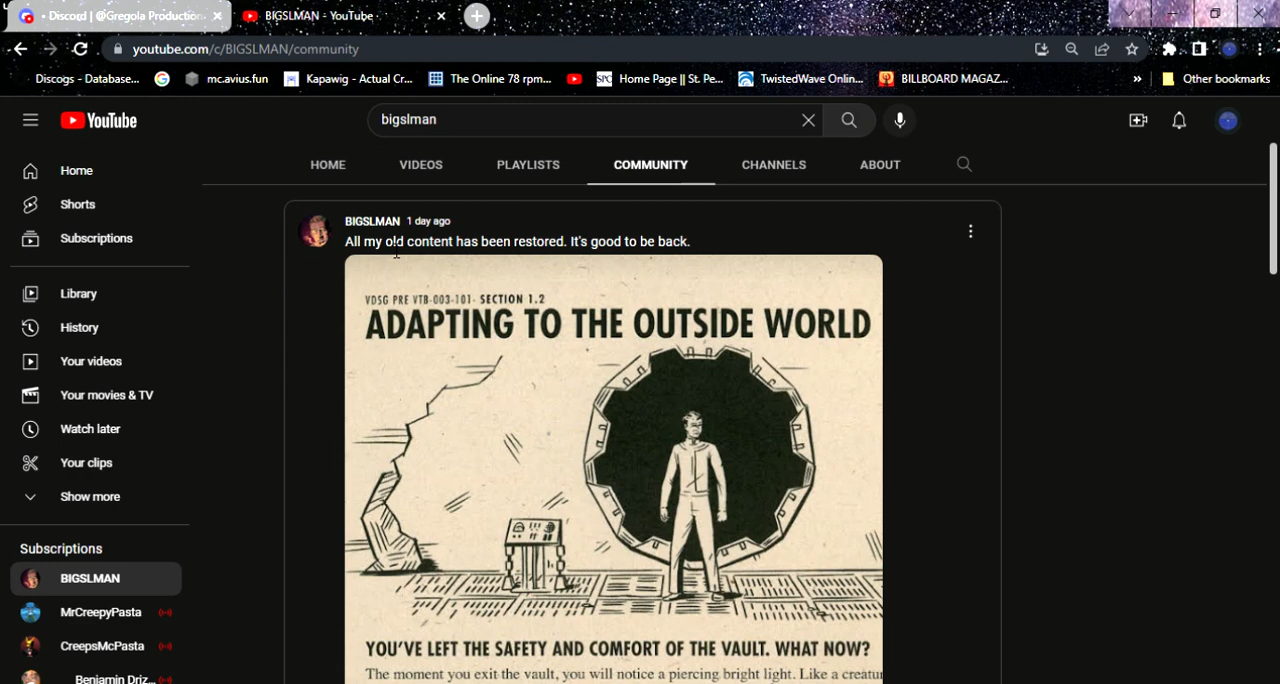 Discord | @Gregola Production
BIGSLMAN - YouTube
youtube.com/c/BIGSLMAN/community
Discogs - Database...
mc.avius.fun
Kapawig - Actual Cr...
The Online 78 rpm...
SPC
Home Page || St. Pe...
TwistedWave Onlin...
BILLBOARD MAGAZ...
»
Other bookmarks
YouTube
bigslman
HOME
VIDEOS
PLAYLISTS
COMMUNITY
CHANNELS
ABOUT
Home
Shorts
Subscriptions
Library
History
Your videos
Your movies & TV
Watch later
Your clips
Show more
Subscriptions
BIGSLMAN
MrCreepyPasta
CreepsMcPasta
Benjamin Driz...
BIGSLMAN 1 day ago
All my old content has been restored. It's good to be back.
VDSG PRE VTB-003-101- SECTION 1.2
ADAPTING TO THE OUTSIDE WORLD
YOU'VE LEFT THE SAFETY AND COMFORT OF THE VAULT. WHAT NOW?
The moment you exit the vault, you will notice a piercing bright light. Like a creatur